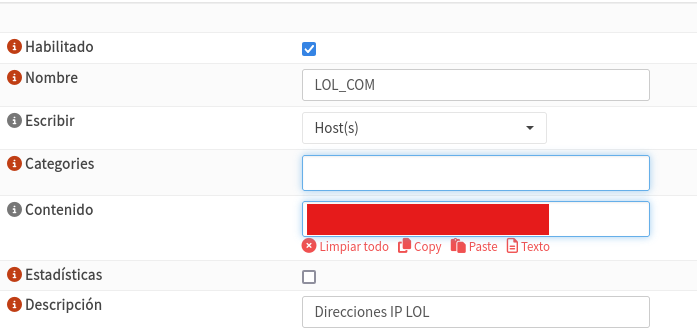 Habilitado
Nombre LOL_COM
Escribir Host(s)
Categories
Contenido
Limpiar todo Copy Paste Texto
Estadísticas
Descripción Direcciones IP LOL